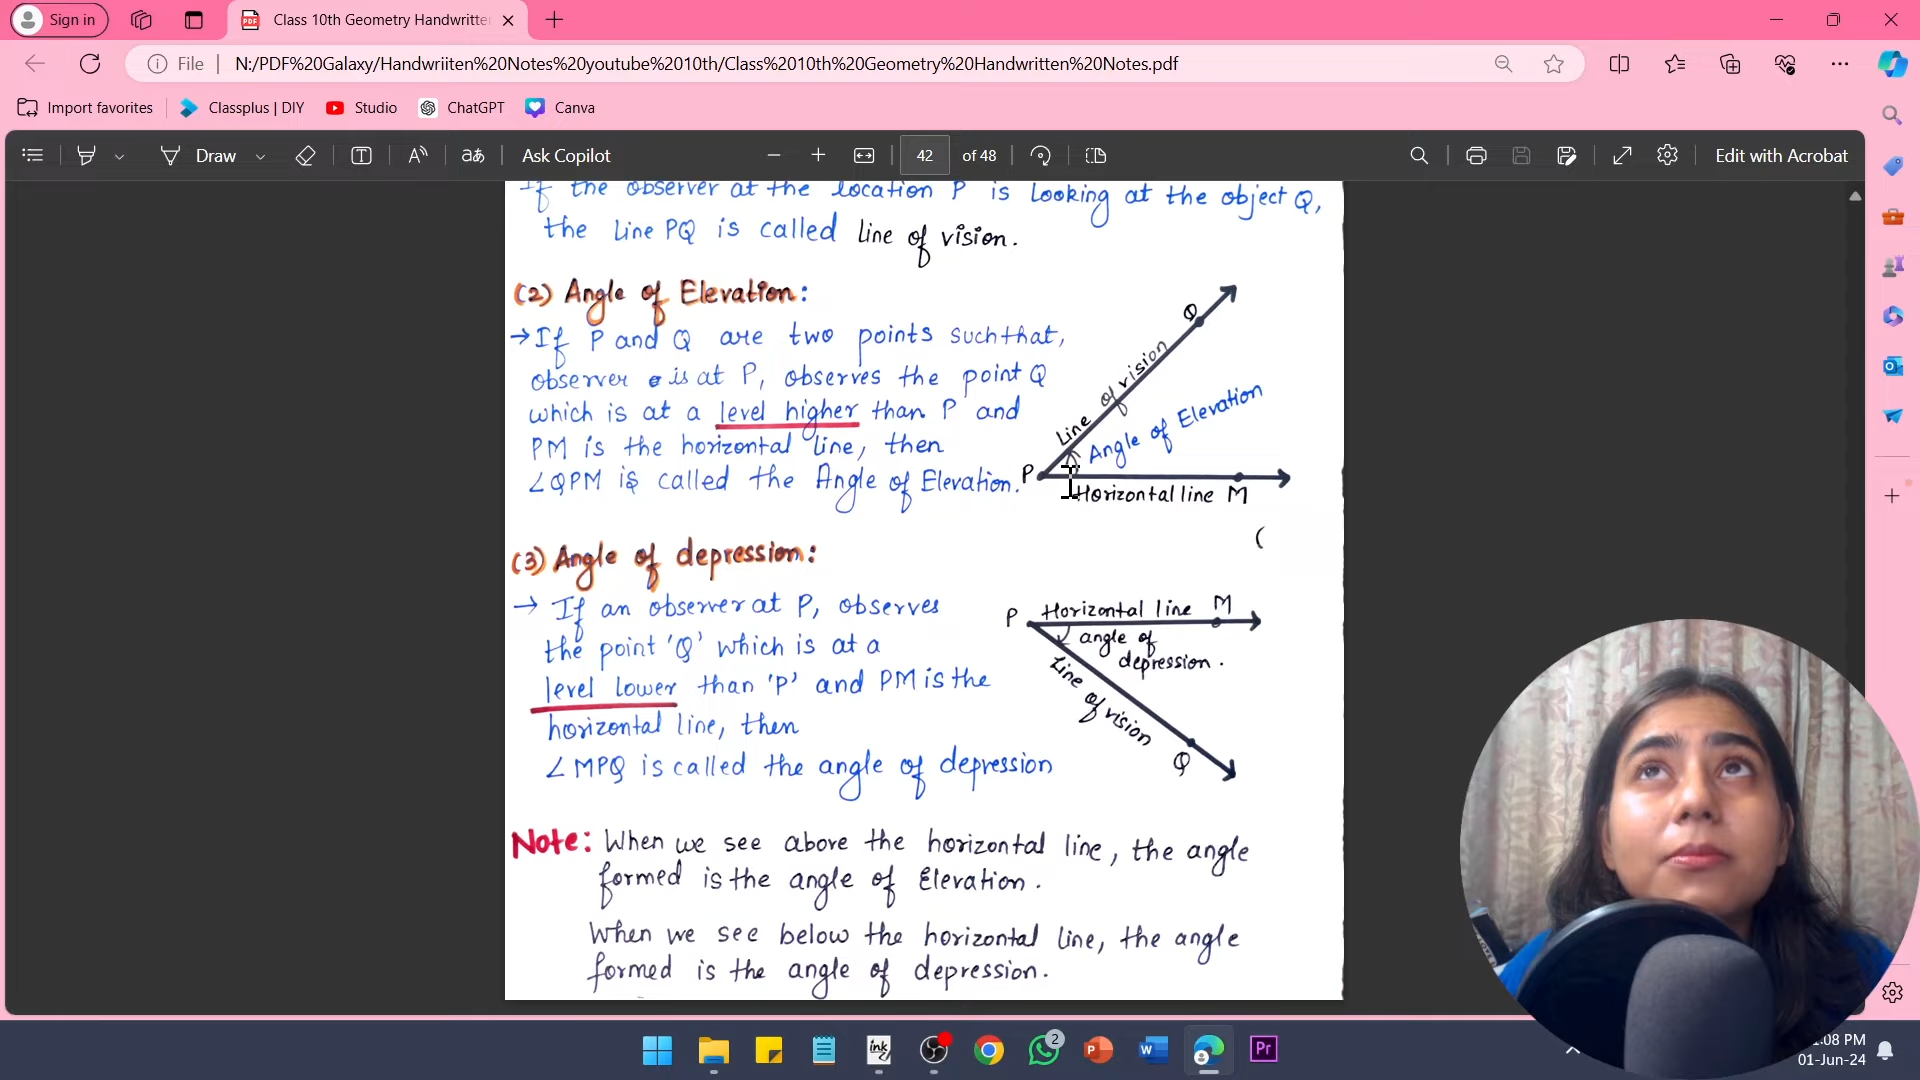 Sign in
Class 10th Geometry Handwritte
File
N:/PDF%20Galaxy/Handwriiten%20Notes%20youtube%2010th/Class%2010th%20Geometry%20Handwritten%20Notes.pdf
Import favorites
Classplus | DIY
Studio
ChatGPT
Canva
Draw
aあ
Ask Copilot
42
of 48
Edit with Acrobat
If the observer at the location P is looking at the object Q,
the line PQ is called line of vision.
(2) Angle of Elevation:
→ If P and Q are two points such that,
observer is at P, observes the point Q
which is at a level higher than P and
PM is the horizontal line, then
∠QPM is called the Angle of Elevation.
Q
Line of vision
Angle of Elevation
P
Horizontal line M
(
(3) Angle of depression:
→ If an observer at P, observes
the point 'Q' which is at a
level lower than 'P' and PM is the
horizontal line, then
∠MPQ is called the angle of depression
P Horizontal line M
angle of
depression.
Line of vision
Q
Note: When we see above the horizontal line, the angle
formed is the angle of Elevation.
When we see below the horizontal line, the angle
formed is the angle of depression.
ink
2
P
W
Pr
:08 PM
01-Jun-24